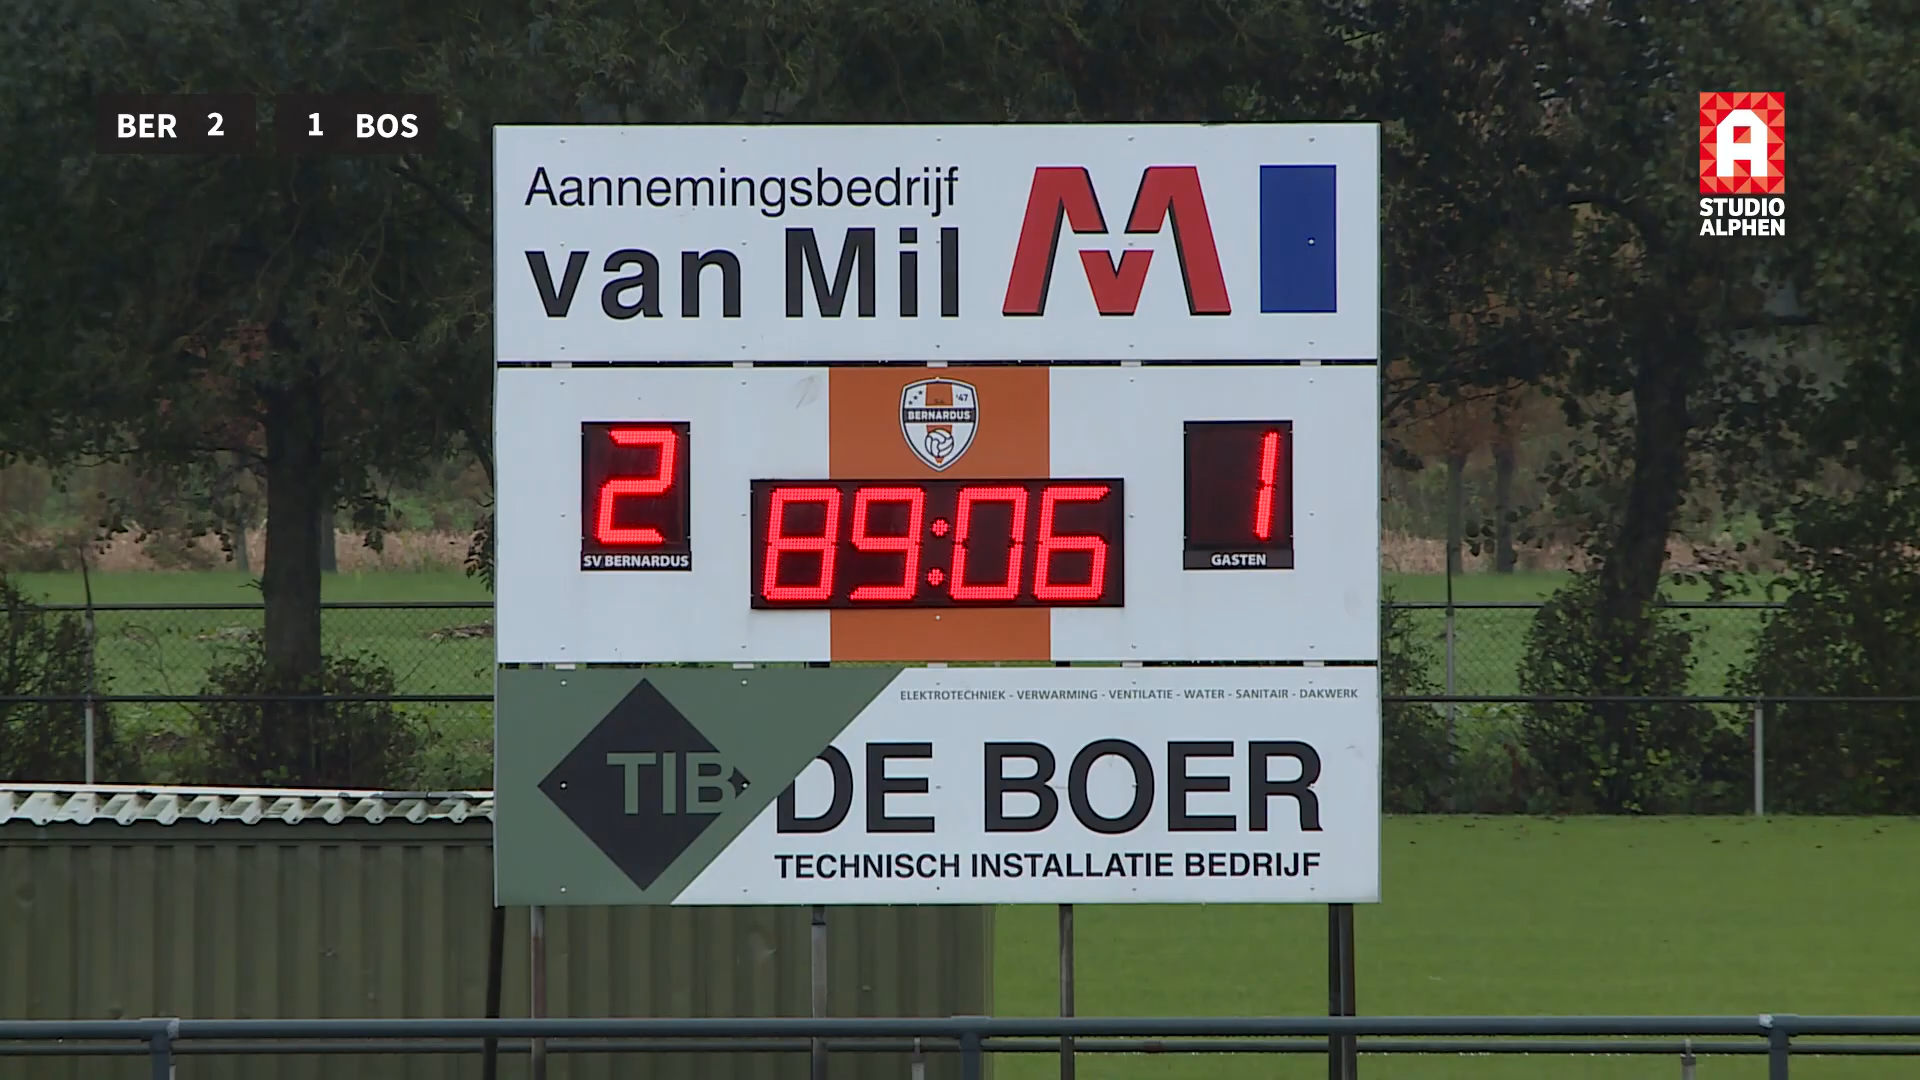 BER 2 1 BOS
STUDIO
ALPHEN
Aannemingsbedrijf
van Mil
'47
BERNARDUS
2
89:06
1
SV BERNARDUS
GASTEN
ELEKTROTECHNIEK - VERWARMING - VENTILATIE - WATER - SANITAIR - DAKWERK
TIB DE BOER
TECHNISCH INSTALLATIE BEDRIJF